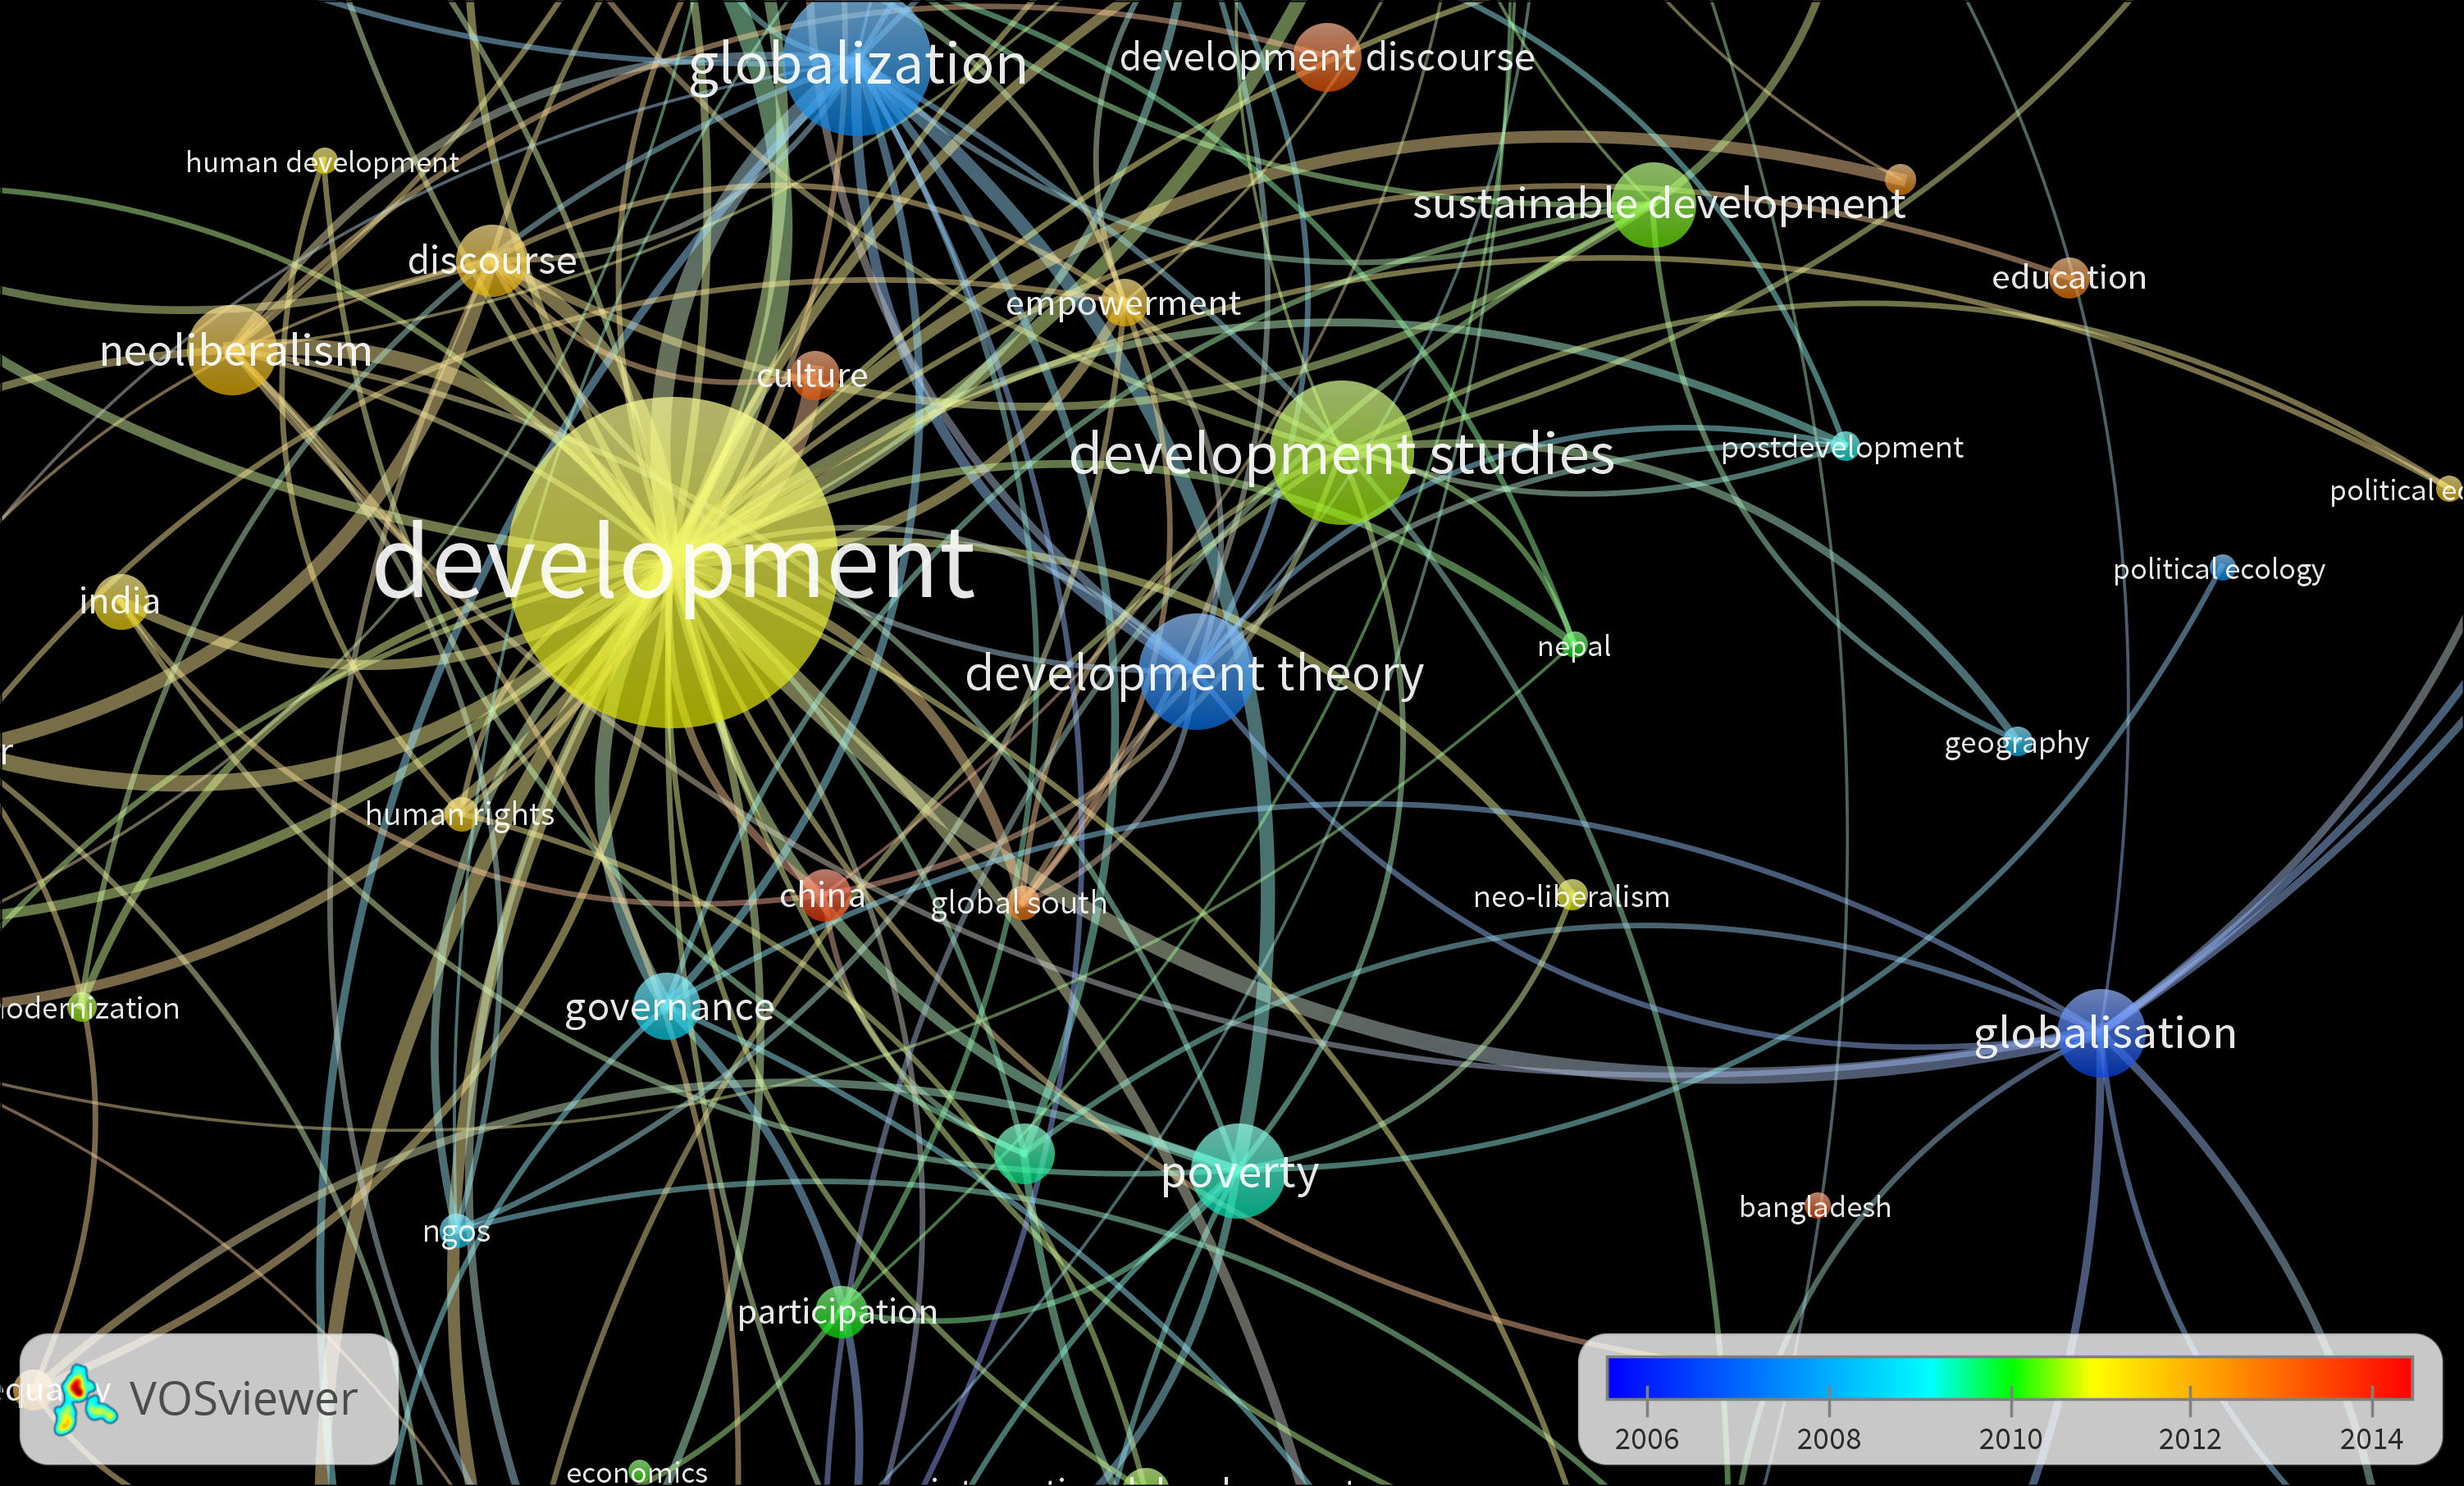 globalization
development discourse
human development
sustainable development
discourse
education
empowerment
neoliberalism
culture
development studies
postdevelopment
political
development
political ecology
india
nepal
development theory
r
geography
human rights
china
global south
neo-liberalism
odernization
governance
globalisation
poverty
bangladesh
ngos
participation
VOSviewer
economics
2006 2008 2010 2012 2014